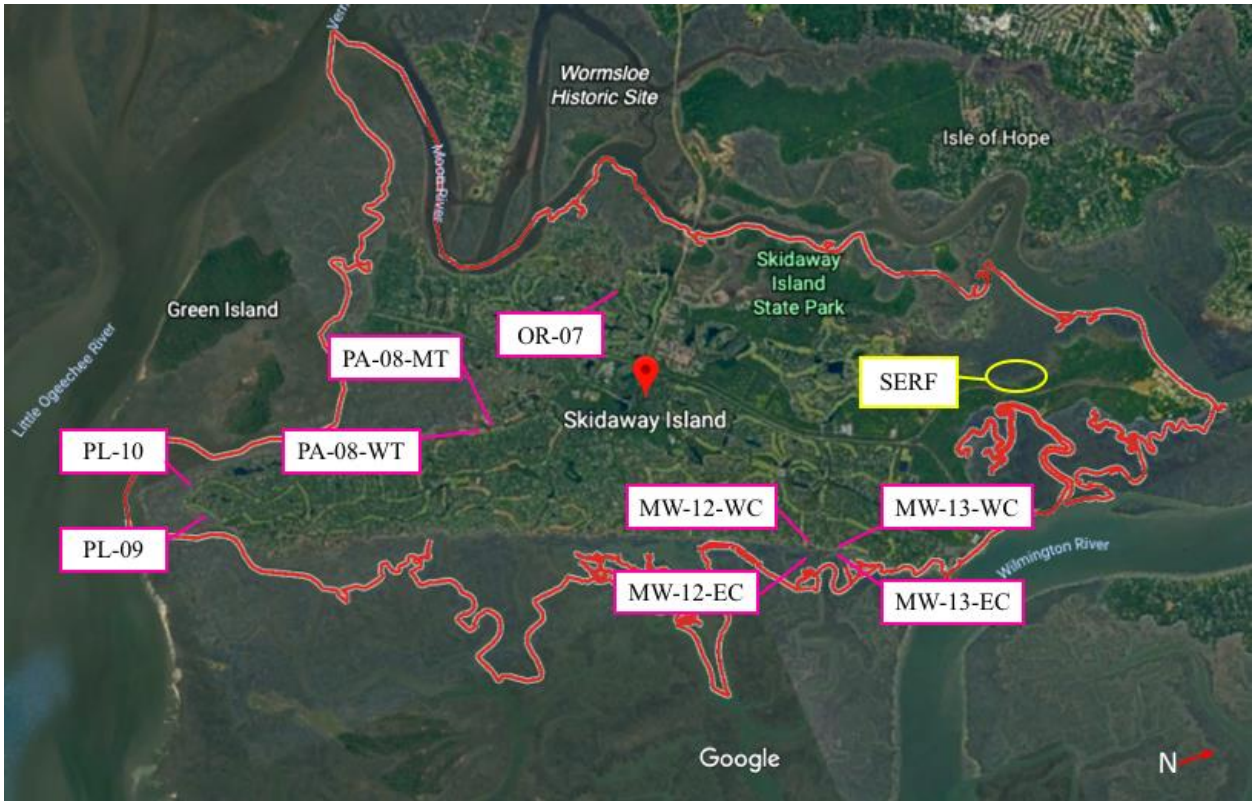 Vern
Wormsloe
Historic Site
Isle of Hope
Moon River
Skidaway
Island
State Park
Green Island
OR-07
Little Ogeechee River
PA-08-MT
SERF
Skidaway Island
PL-10
PA-08-WT
MW-12-WC
MW-13-WC
PL-09
Wilmington River
MW-12-EC
MW-13-EC
Google
N